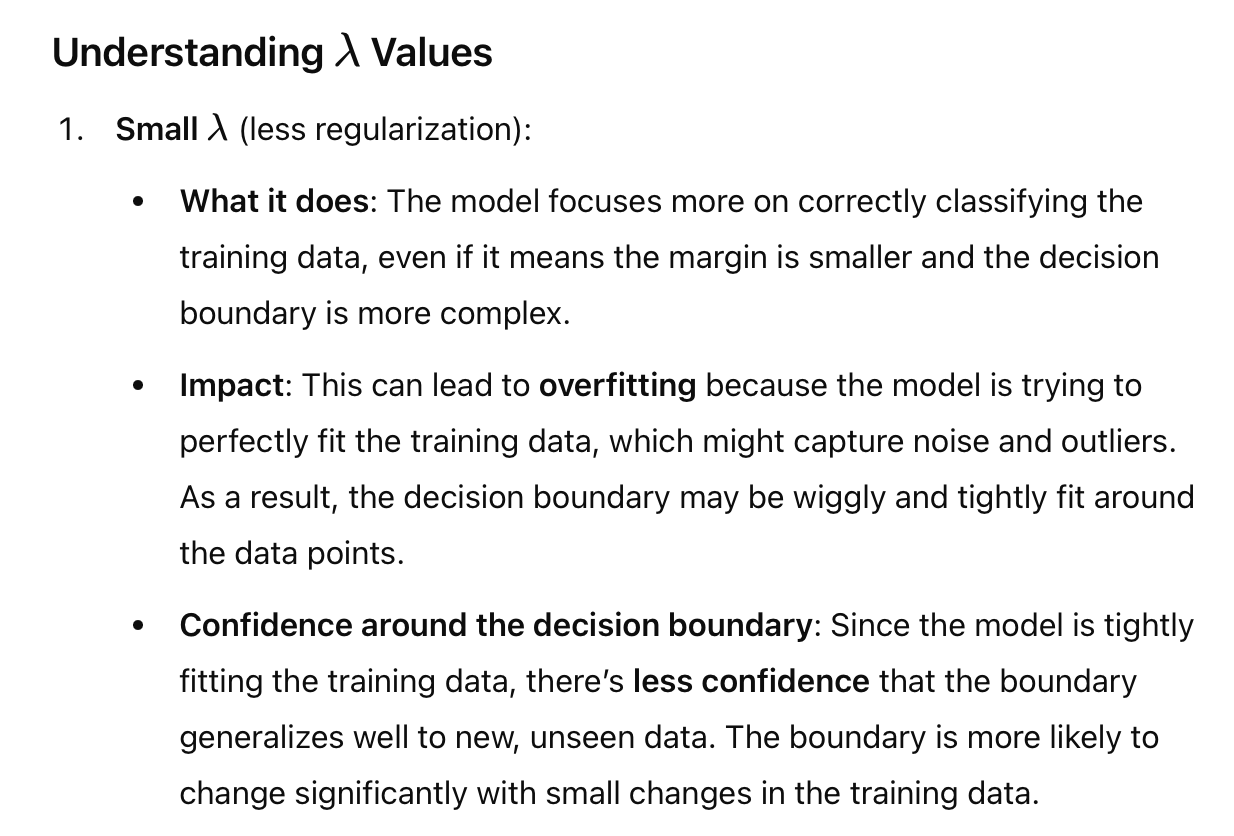 Understanding λ Values
1. Small λ (less regularization):
• What it does: The model focuses more on correctly classifying the
training data, even if it means the margin is smaller and the decision
boundary is more complex.
• Impact: This can lead to overfitting because the model is trying to
perfectly fit the training data, which might capture noise and outliers.
As a result, the decision boundary may be wiggly and tightly fit around
the data points.
• Confidence around the decision boundary: Since the model is tightly
fitting the training data, there’s less confidence that the boundary
generalizes well to new, unseen data. The boundary is more likely to
change significantly with small changes in the training data.